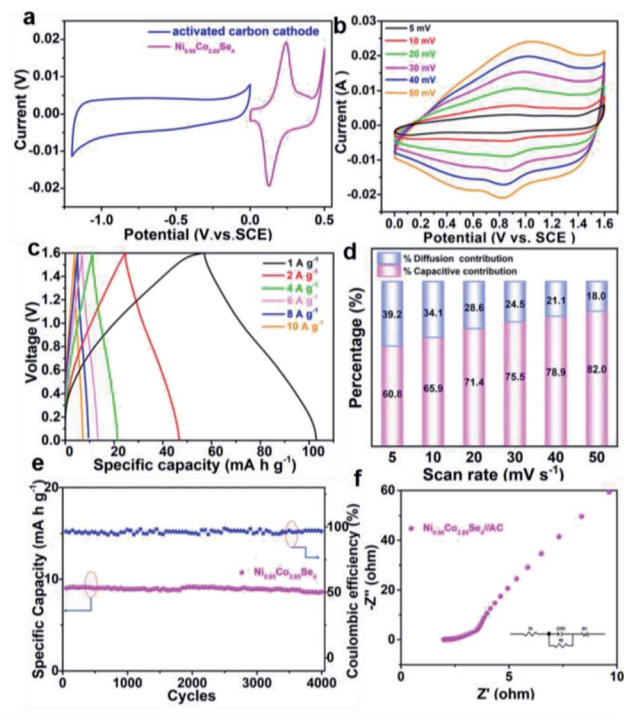 a
activated carbon cathode
Ni0.95Co2.05Se4
0.02
0.01
0.00
-0.01
-0.02
Current (V)
-1.0 -0.5 0.0 0.5
Potential (V.vs.SCE)
b
5 mV
10 mV
20 mV
30 mV
40 mV
50 mV
0.03
0.02
0.01
0.00
-0.01
-0.02
Current (A)
0.0 0.2 0.4 0.6 0.8 1.0 1.2 1.4 1.6
Potential (V vs. SCE )
c
1 A g-1
2 A g-1
4 A g-1
6 A g-1
8 A g-1
10 A g-1
1.6
1.4
1.2
1.0
0.8
0.6
0.4
0.2
0.0
Voltage (V)
0 20 40 60 80 100
Specific capacity (mA h g-1)
d
% Diffusion contribution
% Capacitive contribution
39.2 34.1 28.6 24.5 21.1 18.0
60.8 65.9 71.4 75.5 78.9 82.0
Percentage (%)
5 10 20 30 40 50
Scan rate (mV s-1)
e
20
10
0
Specific Capacity (mA h g-1)
Ni0.95Co2.05Se4
100
50
0
Coulombic efficiency (%)
0 1000 2000 3000 4000
Cycles
f
Ni0.95Co2.05Se4//AC
60
40
20
0
-Z'' (ohm)
0 5 10
Z' (ohm)